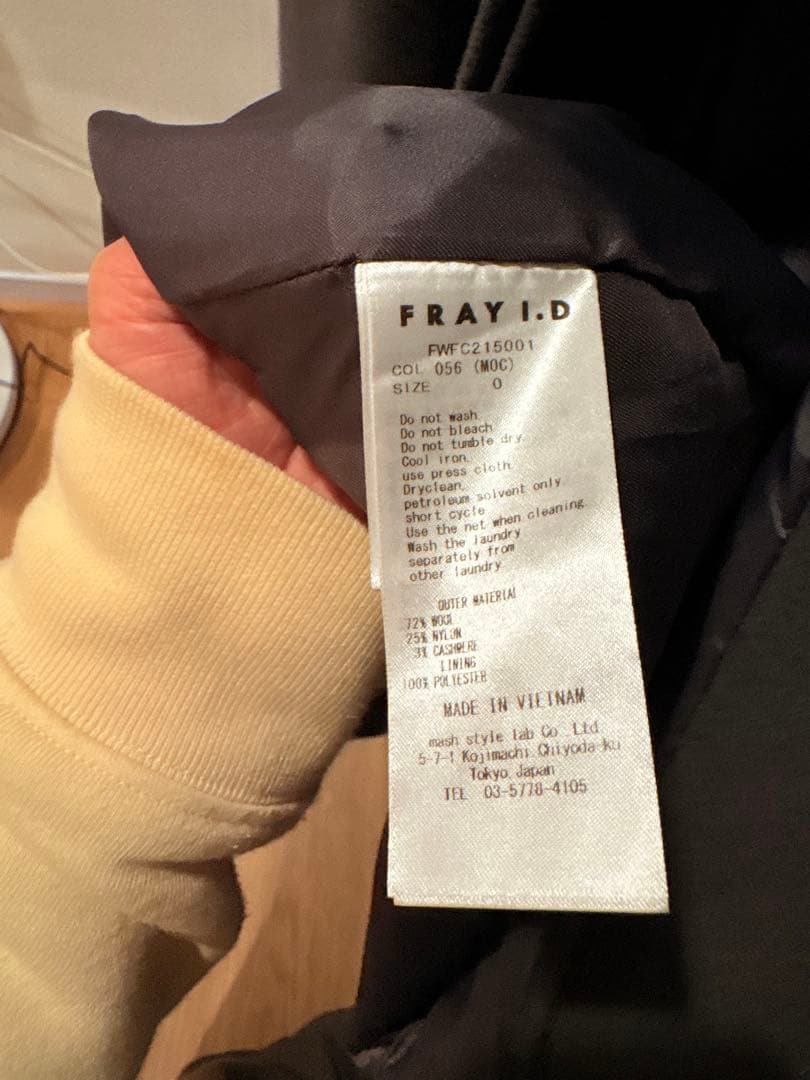 FRAY I.D
FWFC215001
COL 056 (MOC)
SIZE 0
Do not wash.
Do not bleach
Do not tumble dry.
Cool iron.
use press cloth.
Dryclean.
petroleum solvent only.
short cycle
Use the net when cleaning.
Wash the laundry
separately from
other laundry
OUTER MATERIAL
72% WOOL
25% NYLON
3% CASHMERE
LINING
100% POLYESTER
MADE IN VIETNAM
mash style lab Co.,Ltd.
5-7-1 Kojimachi Chiyoda-ku
Tokyo Japan
TEL 03-5778-4105